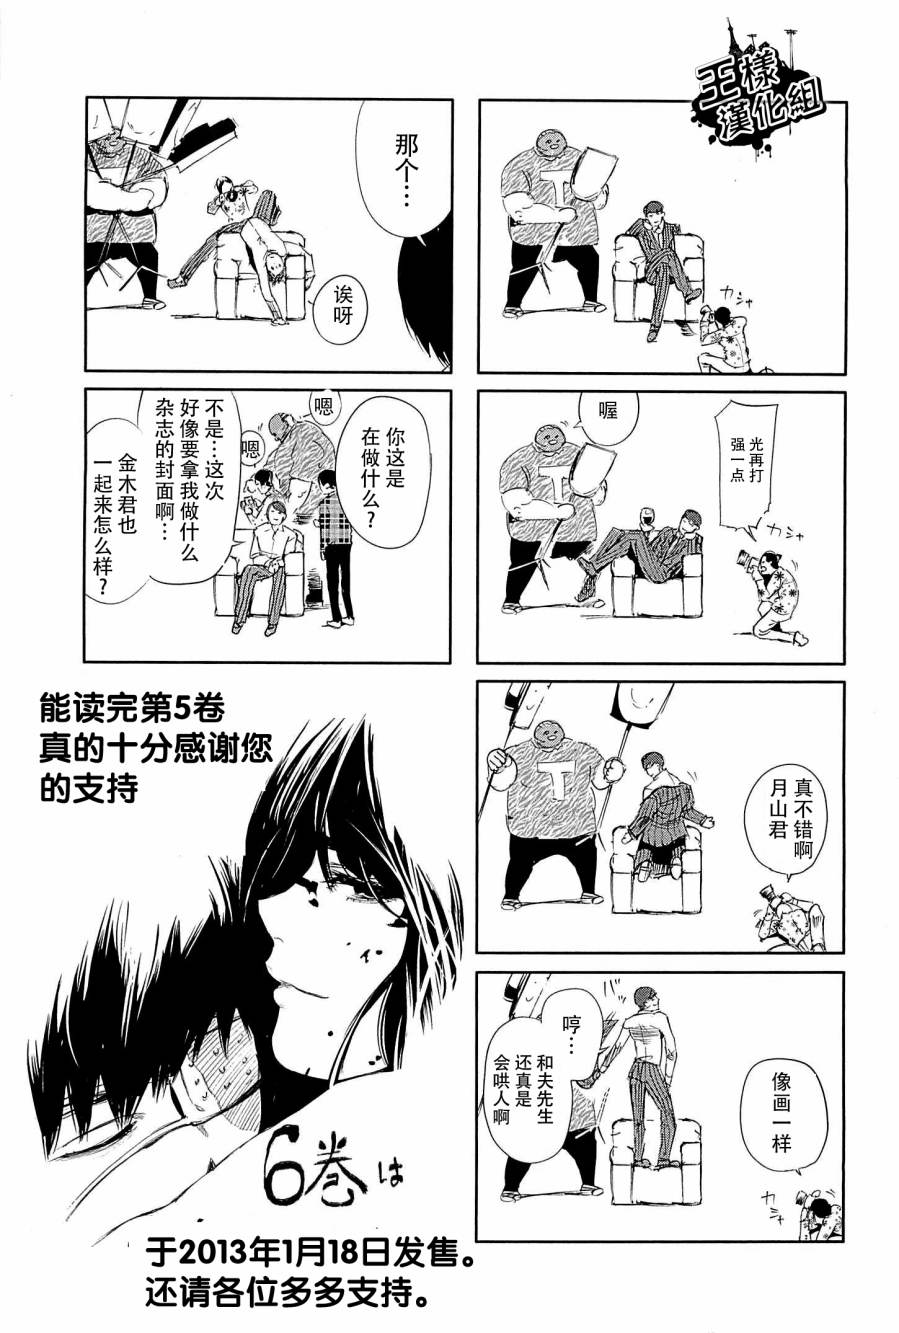 王樣
漢化組
カシャ
喔
光再打
强一点
カシャ
真不错啊
月山君
像画一样
カシャ
哼…
和夫先生
还真是
会哄人啊
那个…
诶呀
你这是
在做什么?
嗯
嗯
不是…这次
好像要拿我做什么
杂志的封面啊…
金木君也
一起来怎么样?
能读完第5卷
真的十分感谢您
的支持
6巻は
于2013年1月18日发售。
还请各位多多支持。
T
T
T